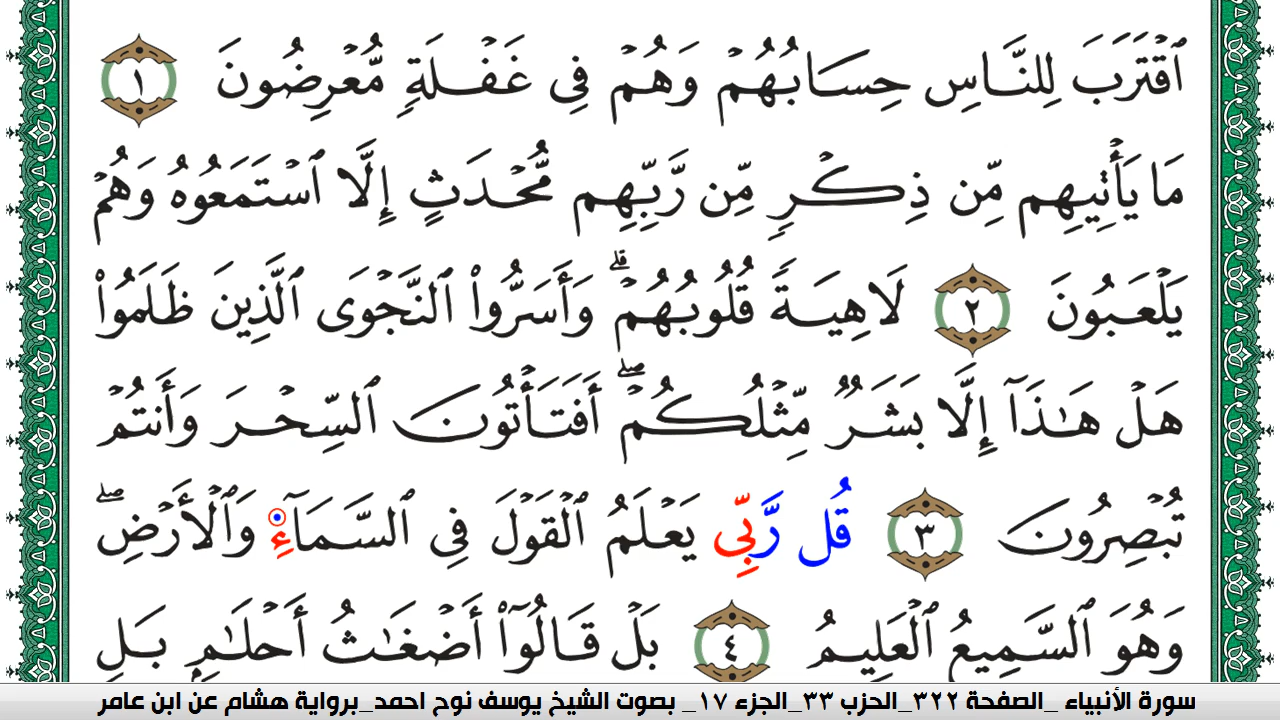 ٱقۡتَرَبَ لِلنَّاسِ حِسَابُهُمۡ وَهُمۡ فِي غَفۡلَةٖ مُّعۡرِضُونَ ١
مَا يَأۡتِيهِم مِّن ذِكۡرٖ مِّن رَّبِّهِم مُّحۡدَثٍ إِلَّا ٱسۡتَمَعُوهُ وَهُمۡ
يَلۡعَبُونَ ٢ لَاهِيَةٗ قُلُوبُهُمۡۗ وَأَسَرُّواْ ٱلنَّجۡوَى ٱلَّذِينَ ظَلَمُواْ
هَلۡ هَٰذَآ إِلَّا بَشَرٞ مِّثۡلُكُمۡۖ أَفَتَأۡتُونَ ٱلسِّحۡرَ وَأَنتُمۡ
تُبۡصِرُونَ ٣ قُل رَّبِّي يَعۡلَمُ ٱلۡقَوۡلَ فِي ٱلسَّمَآءِ وَٱلۡأَرۡضِۖ
وَهُوَ ٱلسَّمِيعُ ٱلۡعَلِيمُ ٤ بَلۡ قَالُوٓاْ أَضۡغَٰثُ أَحۡلَٰمِۭ بَلِ
سورة الأنبياء _الصفحة ٣٢٢_الحزب ٣٣_الجزء ١٧_ بصوت الشيخ يوسف نوح احمد_برواية هشام عن ابن عامر